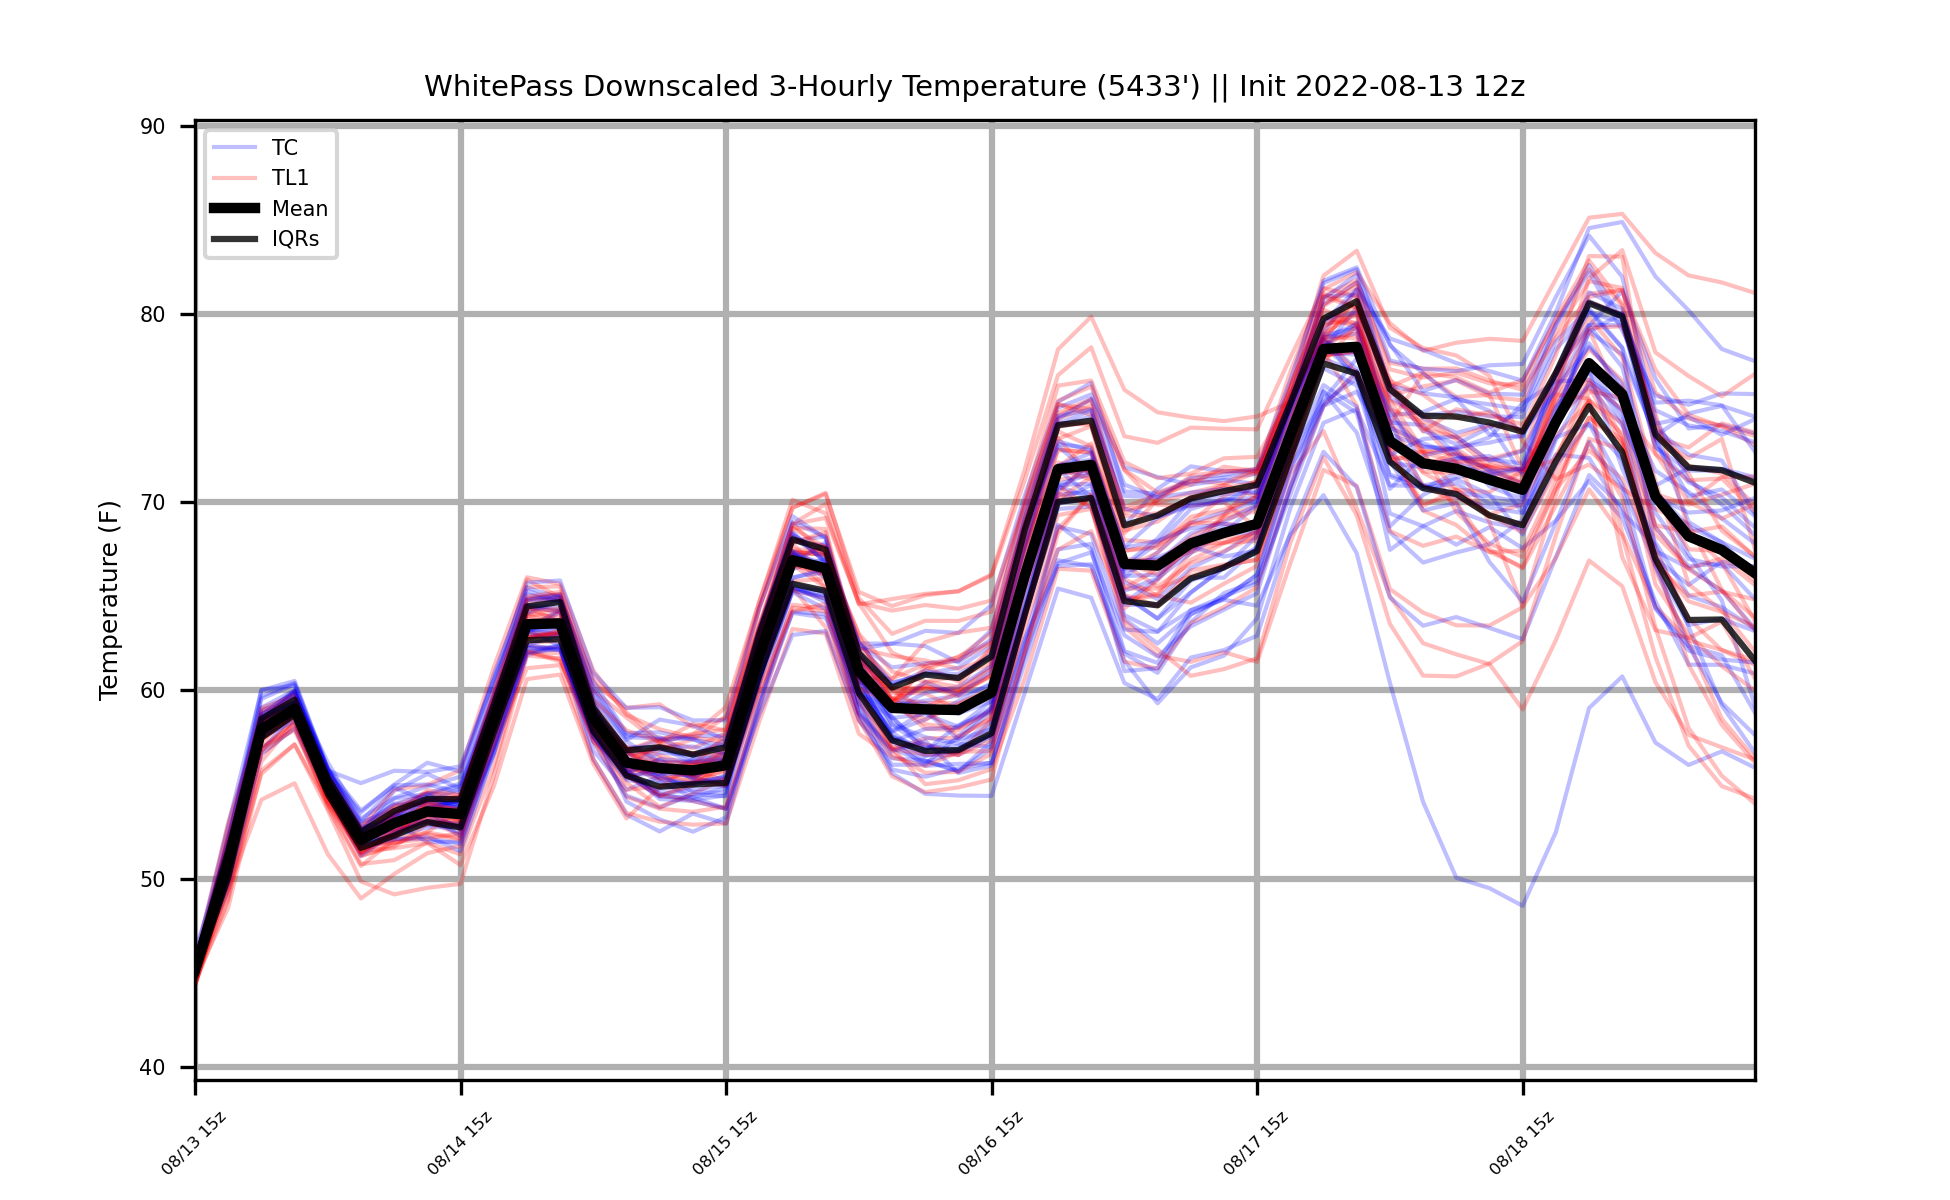 WhitePass Downscaled 3-Hourly Temperature (5433') || Init 2022-08-13 12z
TC
TL1
Mean
IQRs
Temperature (F)
90
80
70
60
50
40
08/13 15z
08/14 15z
08/15 15z
08/16 15z
08/17 15z
08/18 15z